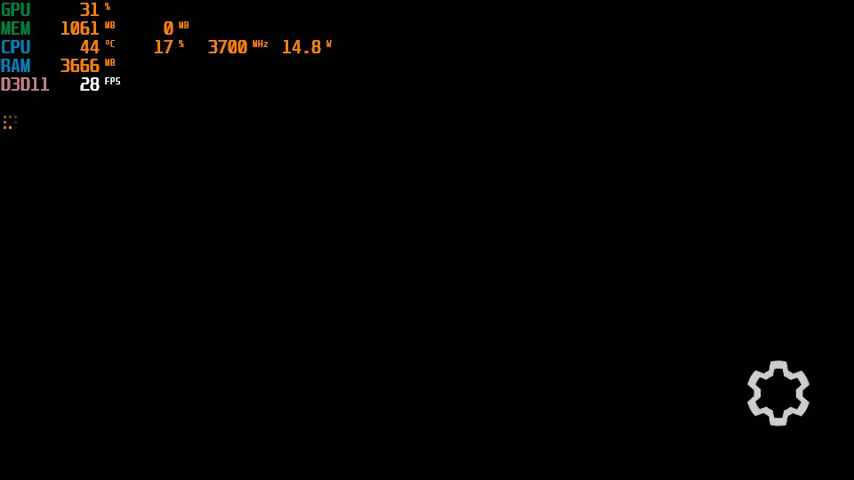 GPU 31 %
MEM 1061 MB 0 MB
CPU 44 °C 17 % 3700 MHz 14.8 W
RAM 3666 MB
D3D11 28 FPS